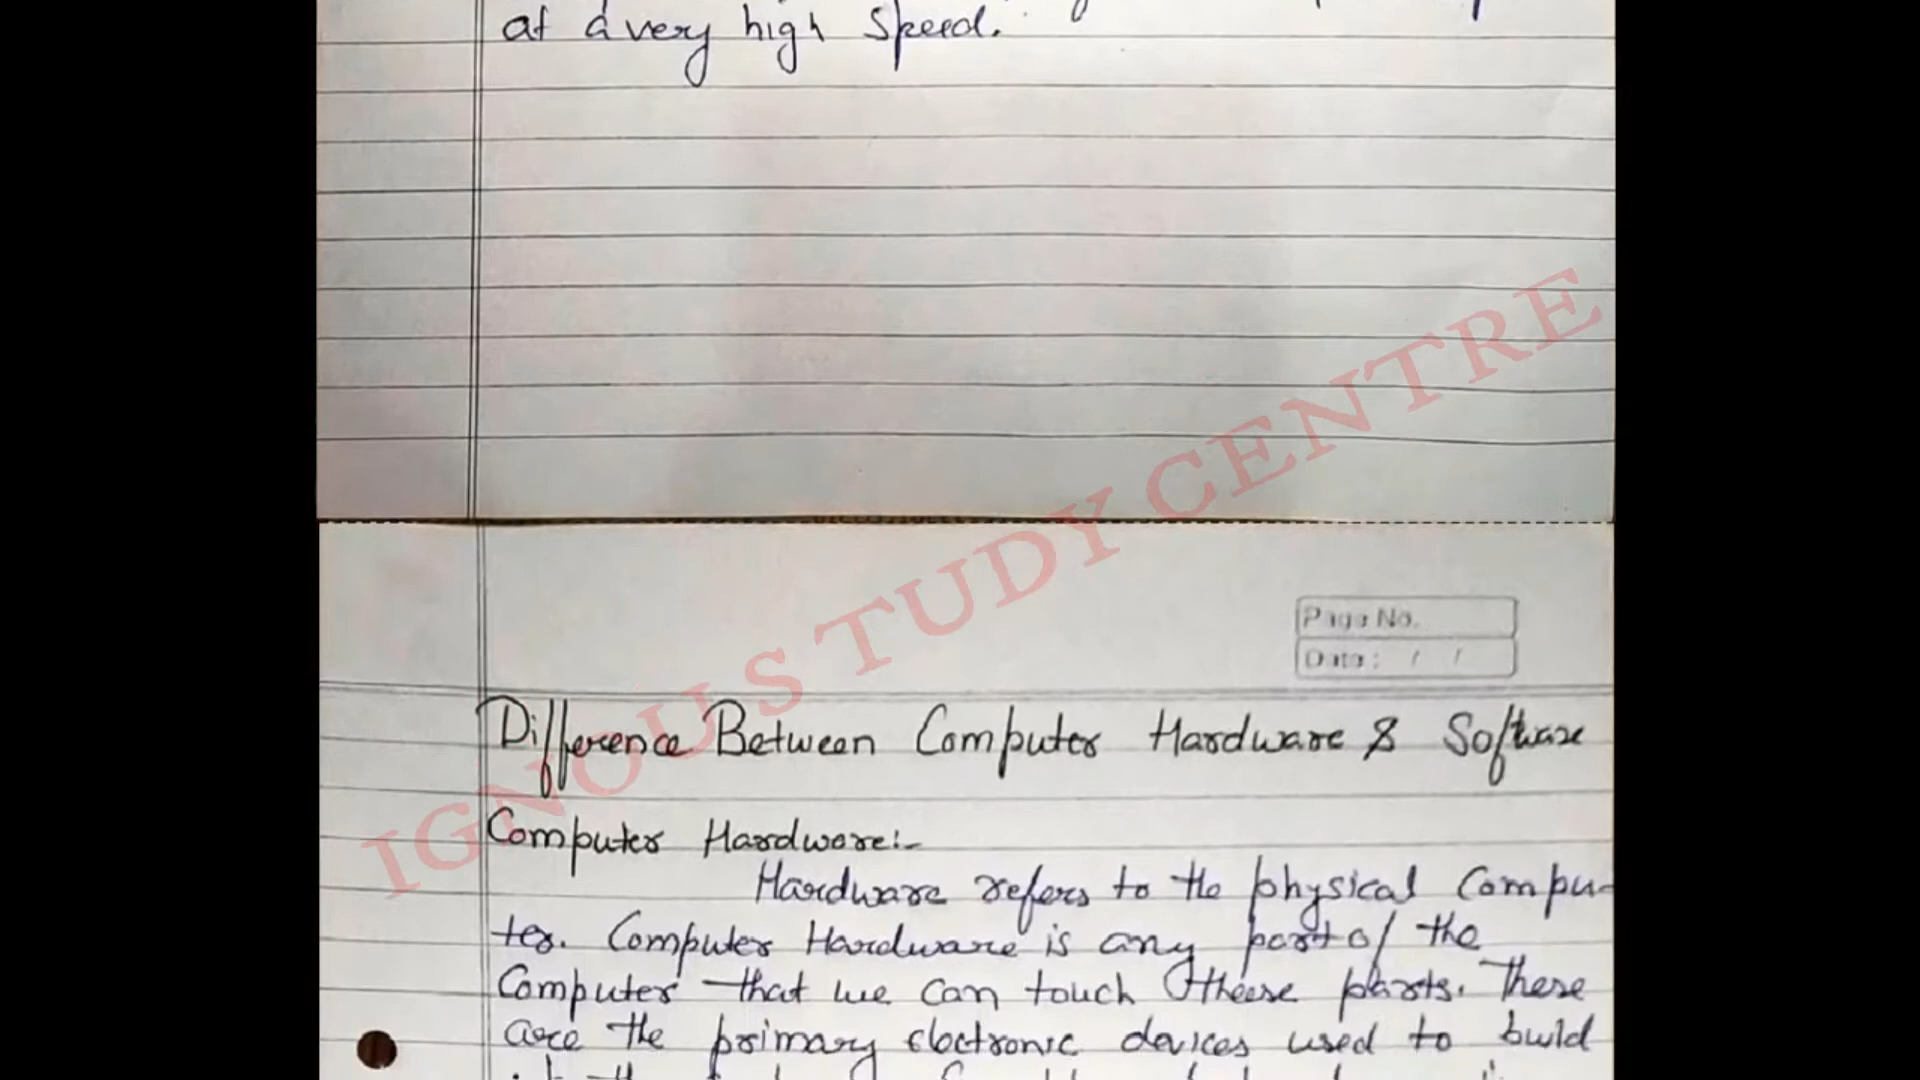 at a very high Speed.
IGNOUS STUDY CENTRE
Page No.
Date: / /
Difference Between Computer Hardware & Software
Computer Hardware:-
Hardware refers to the physical Compu-
ter. Computer Hardware is any part of the
Computer that we can touch these parts. These
are the primary electronic devices used to build